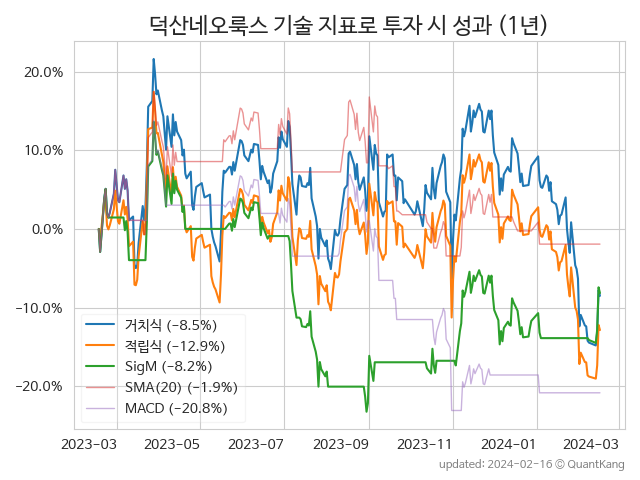 덕산네오룩스 기술 지표로 투자 시 성과 (1년)
20.0%
10.0%
0.0%
−10.0%
−20.0%
거치식 (−8.5%)
적립식 (−12.9%)
SigM (−8.2%)
SMA(20) (−1.9%)
MACD (−20.8%)
2023−03 2023−05 2023−07 2023−09 2023−11 2024−01 2024−03
updated: 2024−02−16 © QuantKang